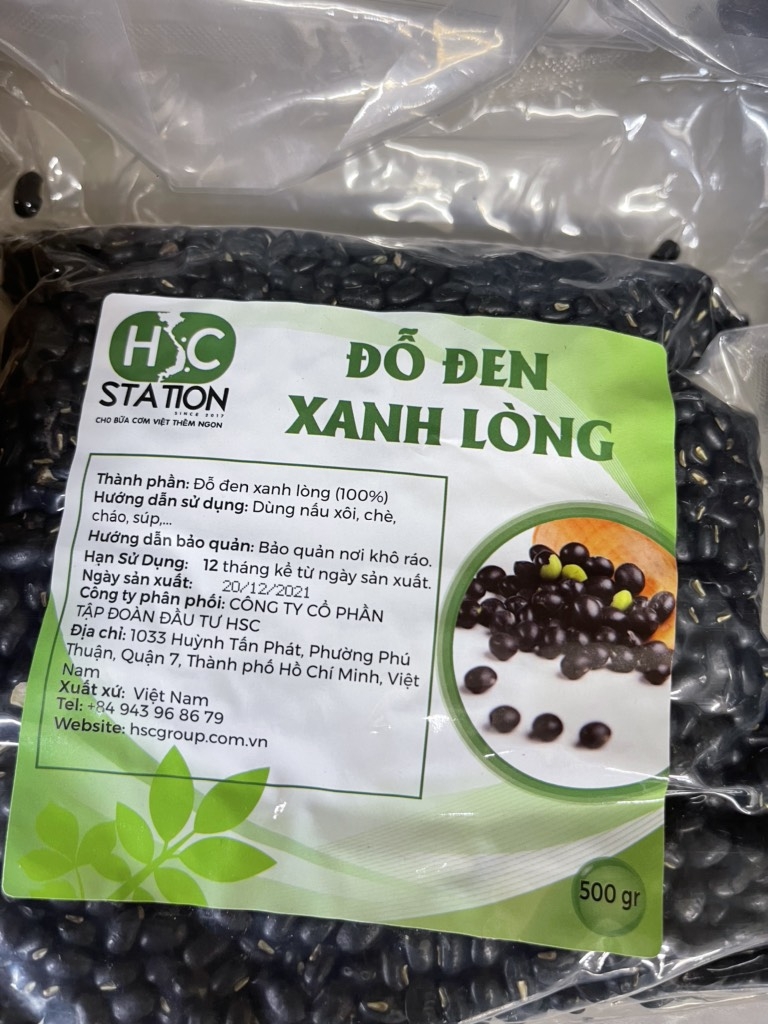 HSC
STATION
SINCE 2017
CHO BỮA CƠM VIỆT THÊM NGON
ĐỖ ĐEN
XANH LÒNG
Thành phần: Đỗ đen xanh lòng (100%)
Hướng dẫn sử dụng: Dùng nấu xôi, chè,
cháo, súp,...
Hướng dẫn bảo quản: Bảo quản nơi khô ráo.
Hạn Sử Dụng: 12 tháng kể từ ngày sản xuất.
Ngày sản xuất: 20/12/2021
Công ty phân phối: CÔNG TY CỔ PHẦN
TẬP ĐOÀN ĐẦU TƯ HSC
Địa chỉ: 1033 Huỳnh Tấn Phát, Phường Phú
Thuận, Quận 7, Thành phố Hồ Chí Minh, Việt
Nam
Xuất xứ: Việt Nam
Tel: +84 943 96 86 79
Website: hscgroup.com.vn
500 gr